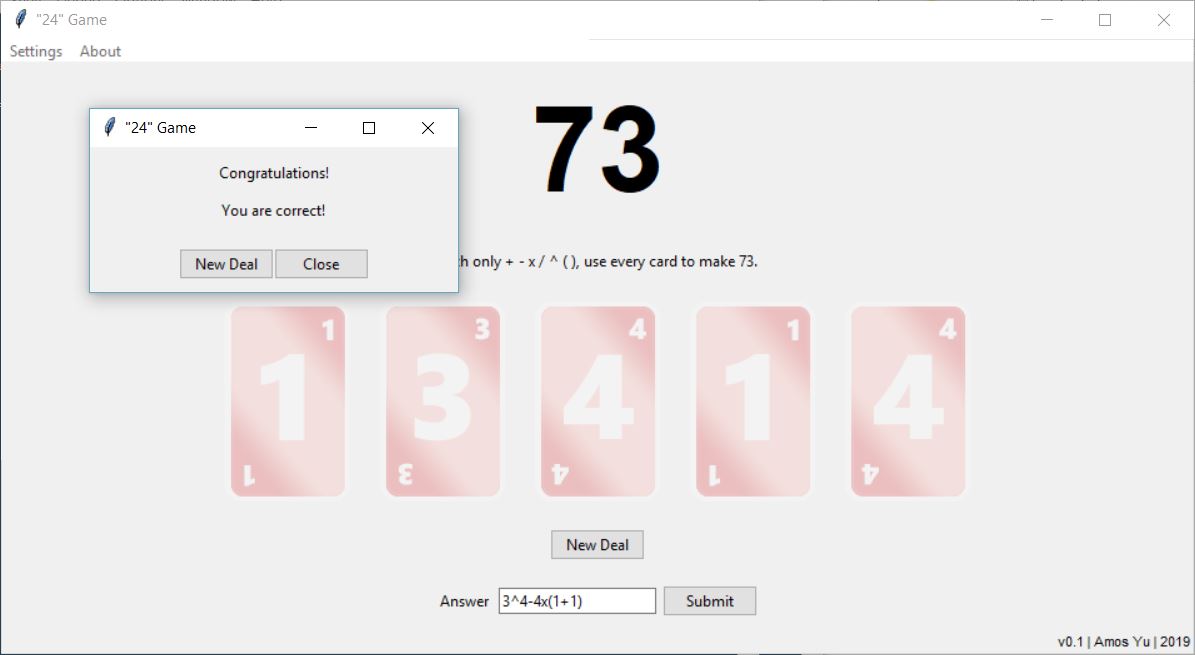 "24" Game
Settings About
73
"24" Game
Congratulations!
You are correct!
New Deal Close
only + - x / ^ ( ), use every card to make 73.
1 3 4 1 4
1 3 4 1 4
1 3 4 1 4
New Deal
Answer 3^4-4x(1+1) Submit
v0.1 | Amos Yu | 2019